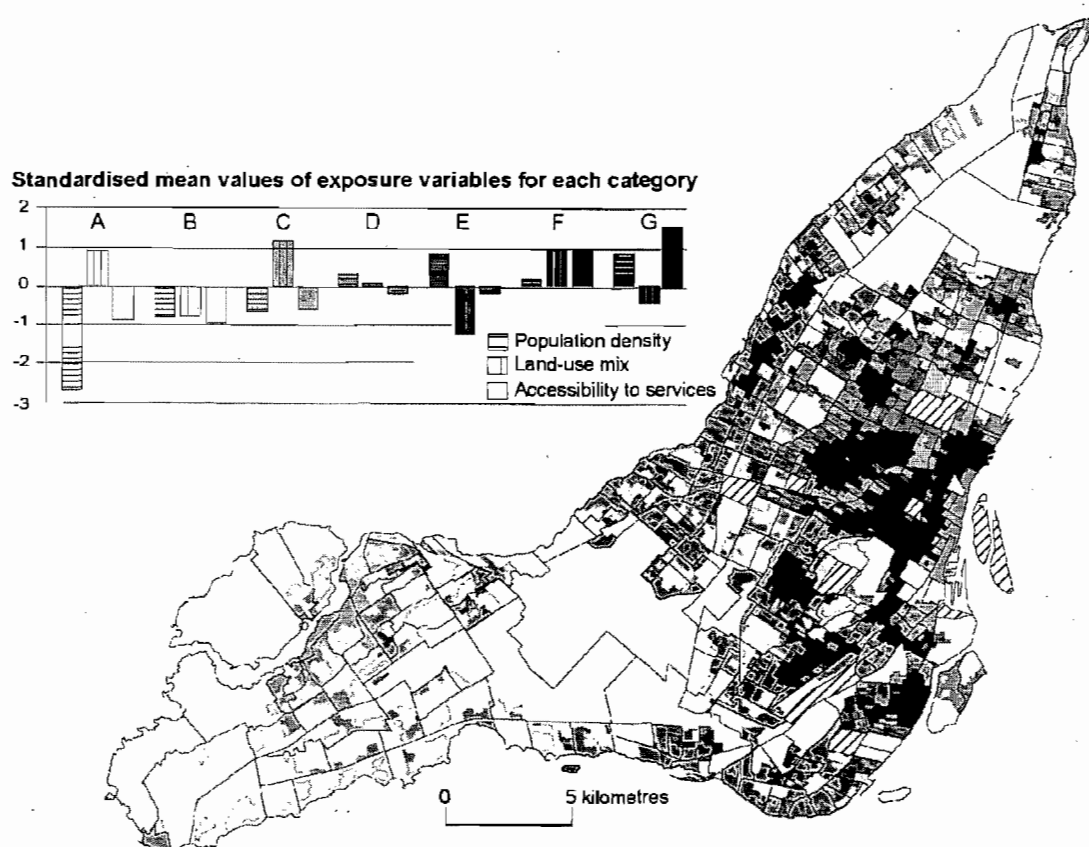 Standardised mean values of exposure variables for each category
2
A B C D E F G
1
0
-1
Population density
Land-use mix
-2
Accessibility to services
-3
0 5 kilometres